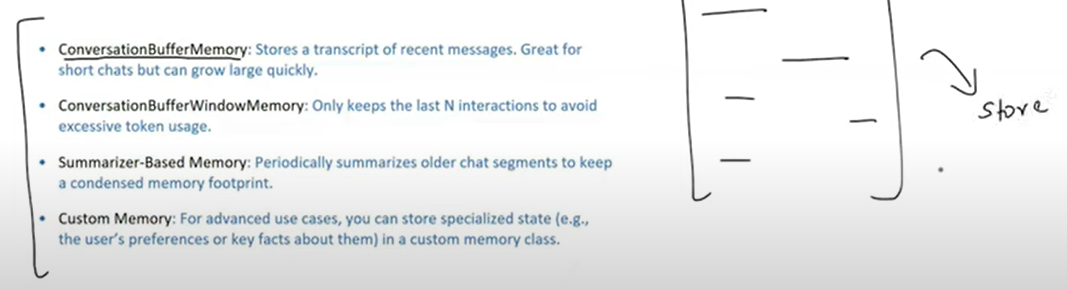 • ConversationBufferMemory: Stores a transcript of recent messages. Great for
short chats but can grow large quickly.
• ConversationBufferWindowMemory: Only keeps the last N interactions to avoid
excessive token usage.
• Summarizer-Based Memory: Periodically summarizes older chat segments to keep
a condensed memory footprint.
• Custom Memory: For advanced use cases, you can store specialized state (e.g.,
the user's preferences or key facts about them) in a custom memory class.
store